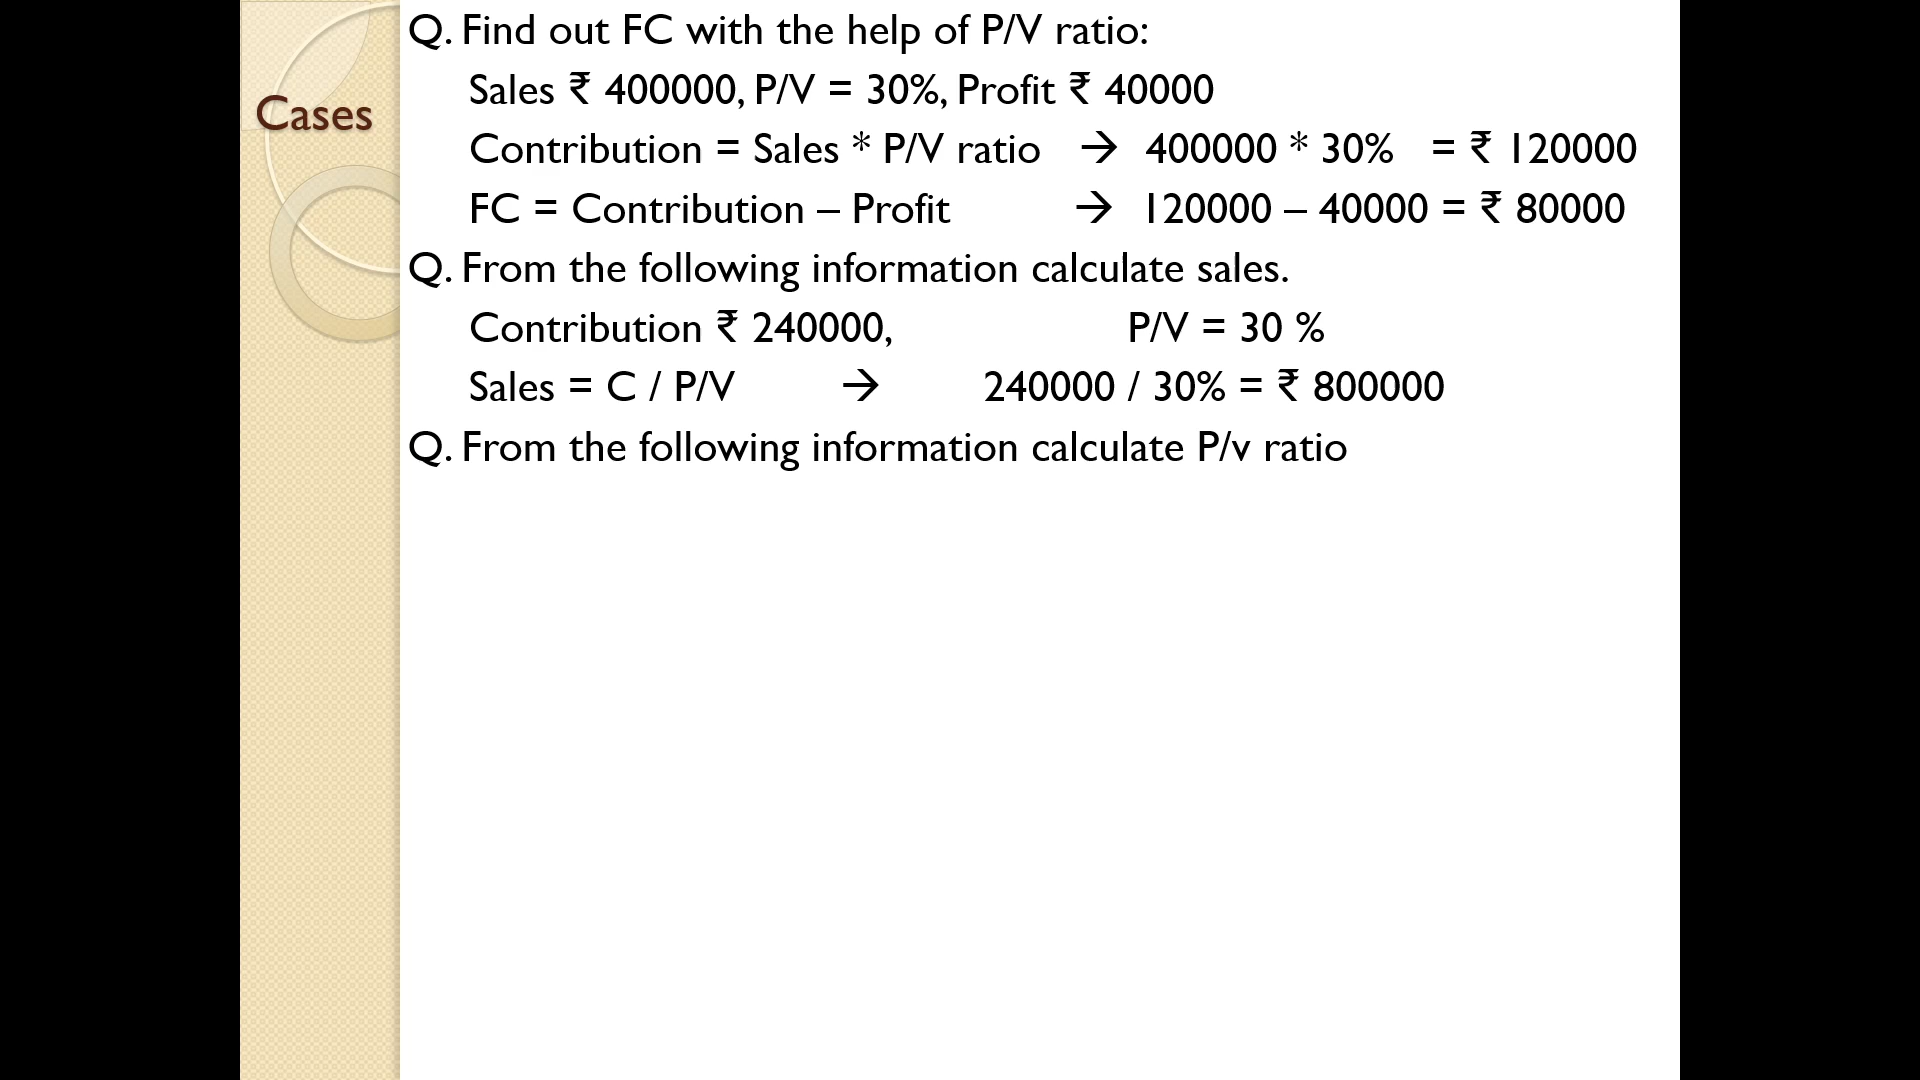 Cases
Q. Find out FC with the help of P/V ratio:
Sales ₹ 400000, P/V = 30%, Profit ₹ 40000
Contribution = Sales * P/V ratio → 400000 * 30% = ₹ 120000
FC = Contribution – Profit → 120000 – 40000 = ₹ 80000
Q. From the following information calculate sales.
Contribution ₹ 240000, P/V = 30 %
Sales = C / P/V → 240000 / 30% = ₹ 800000
Q. From the following information calculate P/v ratio